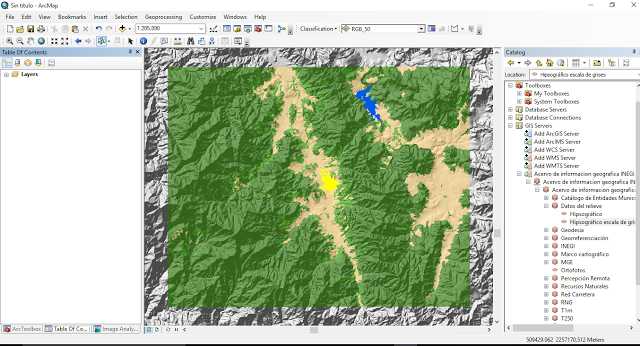 Sin título - ArcMap
File Edit View Bookmarks Insert Selection Geoprocessing Customize Windows Help
1:205,890
Classification
RGB_50
Table Of Contents
Layers
Catalog
Location: Hipsográfico escala de grises
Toolboxes
My Toolboxes
System Toolboxes
Database Servers
Database Connections
GIS Servers
Add ArcGIS Server
Add ArcIMS Server
Add WCS Server
Add WMS Server
Add WMTS Server
Acervo de informacion geografica INEGI
Acervo de informacion geografica IN
Acervo de informacion geogra
Catálogo de Entidades Munic
Datos del relieve
Hipsográfico
Hipsográfico escala de gris
Geodesia
Georreferenciación
INEGI
Marco cartográfico
MGE
Ortofotos
Percepción Remota
Recursos Naturales
Red Carretera
RNG
T1m
T250
ArcToolbox Table Of Co... Image Analy...
509429.062 2257170.512 Meters